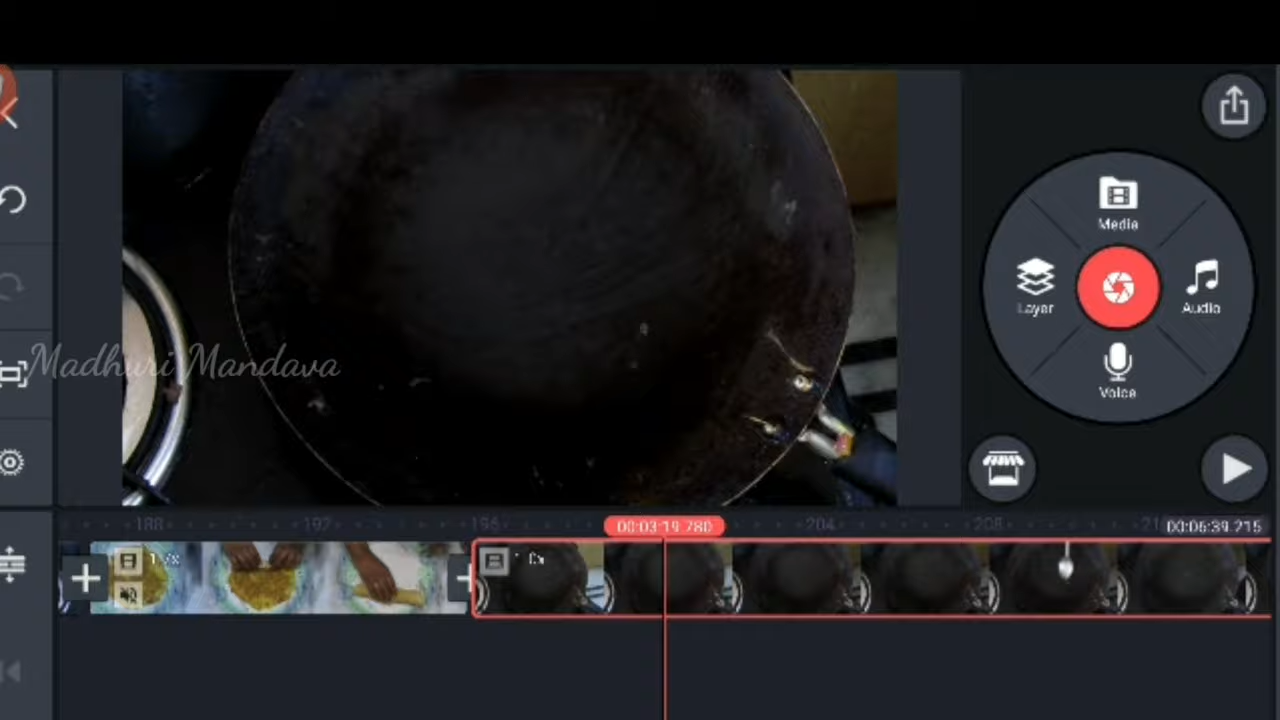 Media
Layer
Audio
Voice
Madhuri Mandava
188
192
196
00:03:19.780
204
208
00:06:39.215